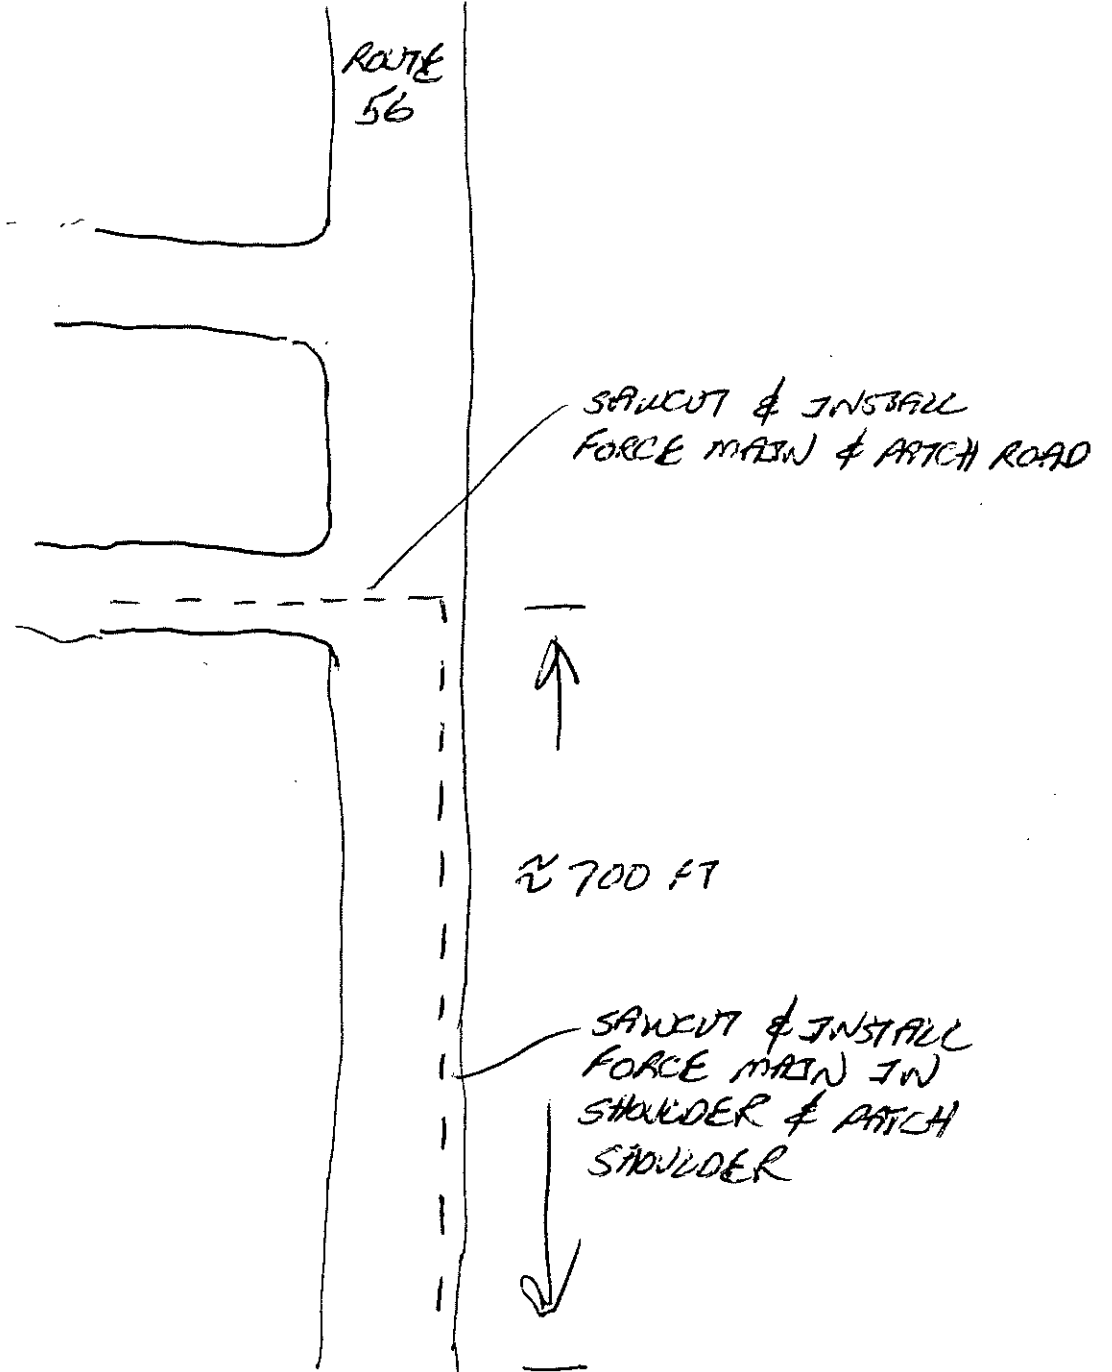 ROUTE
56
SAWCUT & INSTALL
FORCE MAIN & PATCH ROAD
≈ 700 FT
SAWCUT & INSTALL
FORCE MAIN IN
SHOULDER & PATCH
SHOULDER